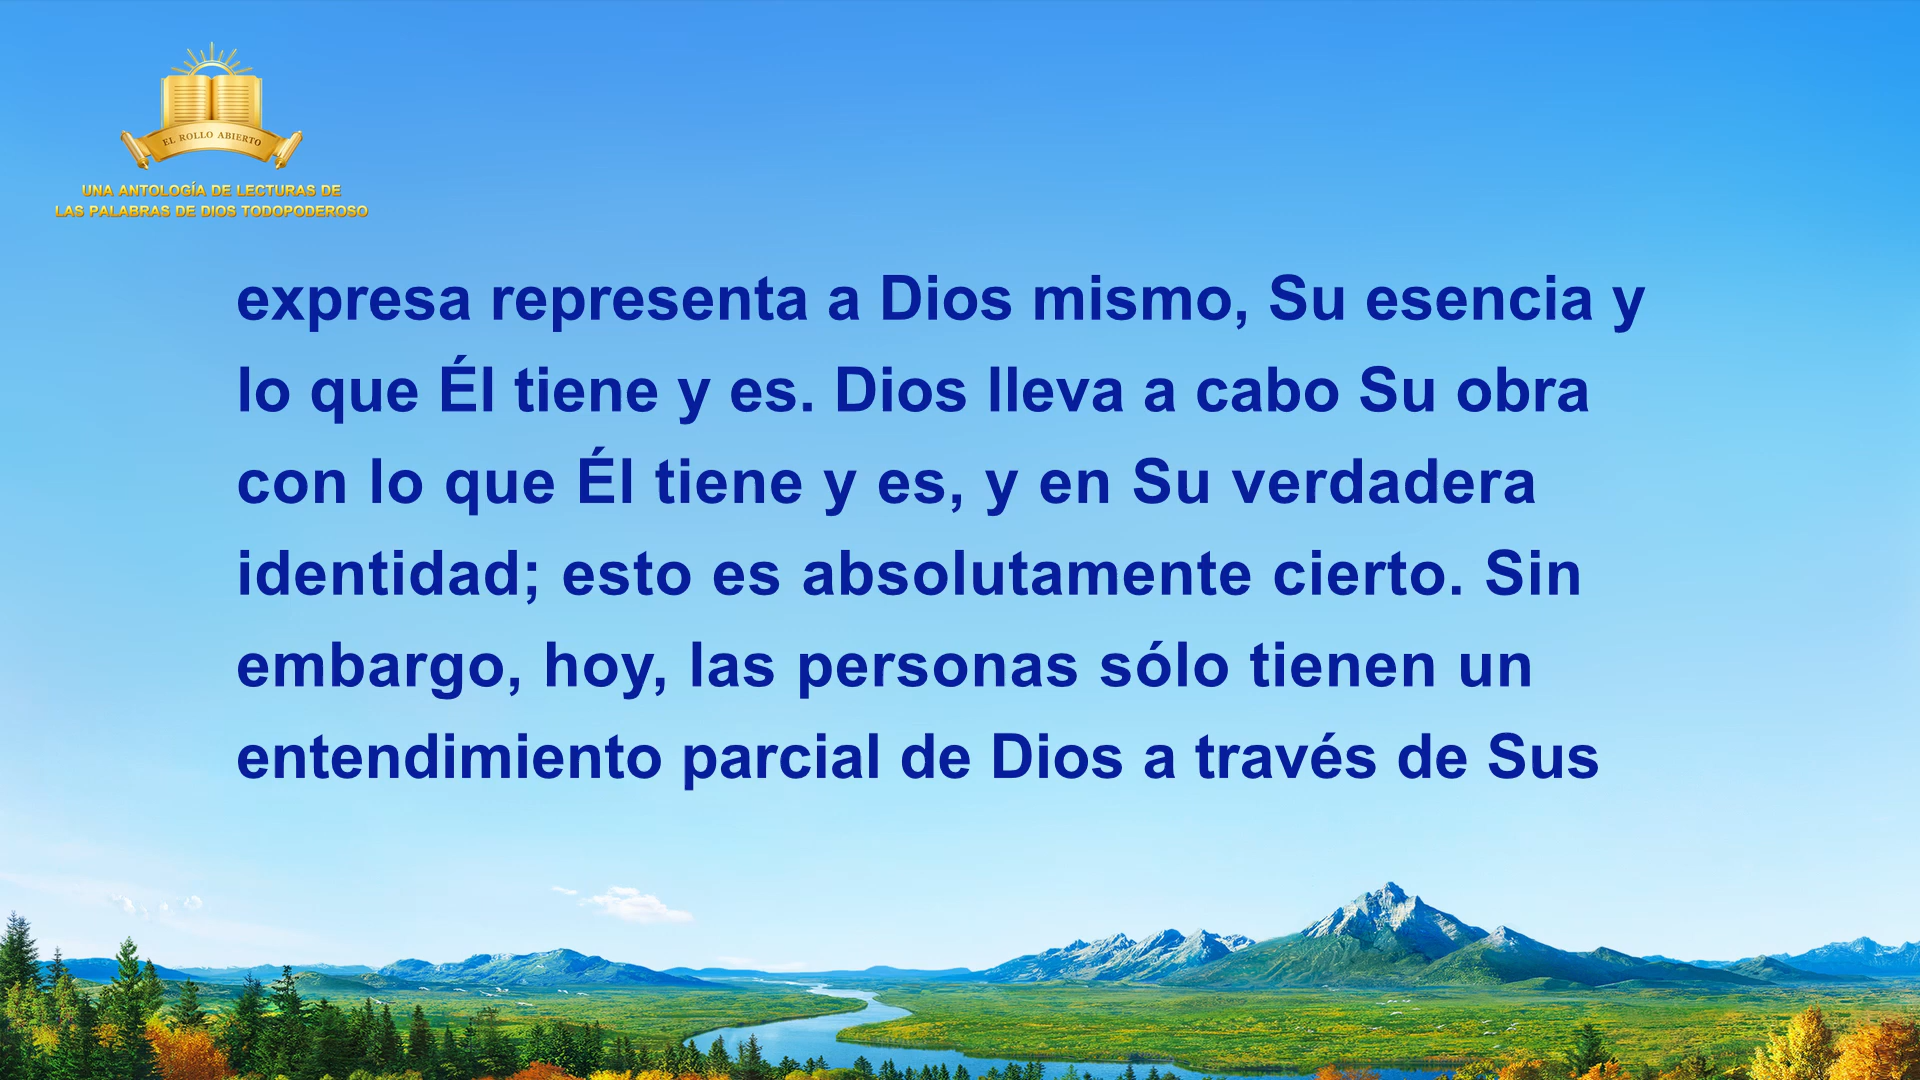 EL ROLLO ABIERTO
UNA ANTOLOGÍA DE LECTURAS DE
LAS PALABRAS DE DIOS TODOPODEROSO
expresa representa a Dios mismo, Su esencia y
lo que Él tiene y es. Dios lleva a cabo Su obra
con lo que Él tiene y es, y en Su verdadera
identidad; esto es absolutamente cierto. Sin
embargo, hoy, las personas sólo tienen un
entendimiento parcial de Dios a través de Sus